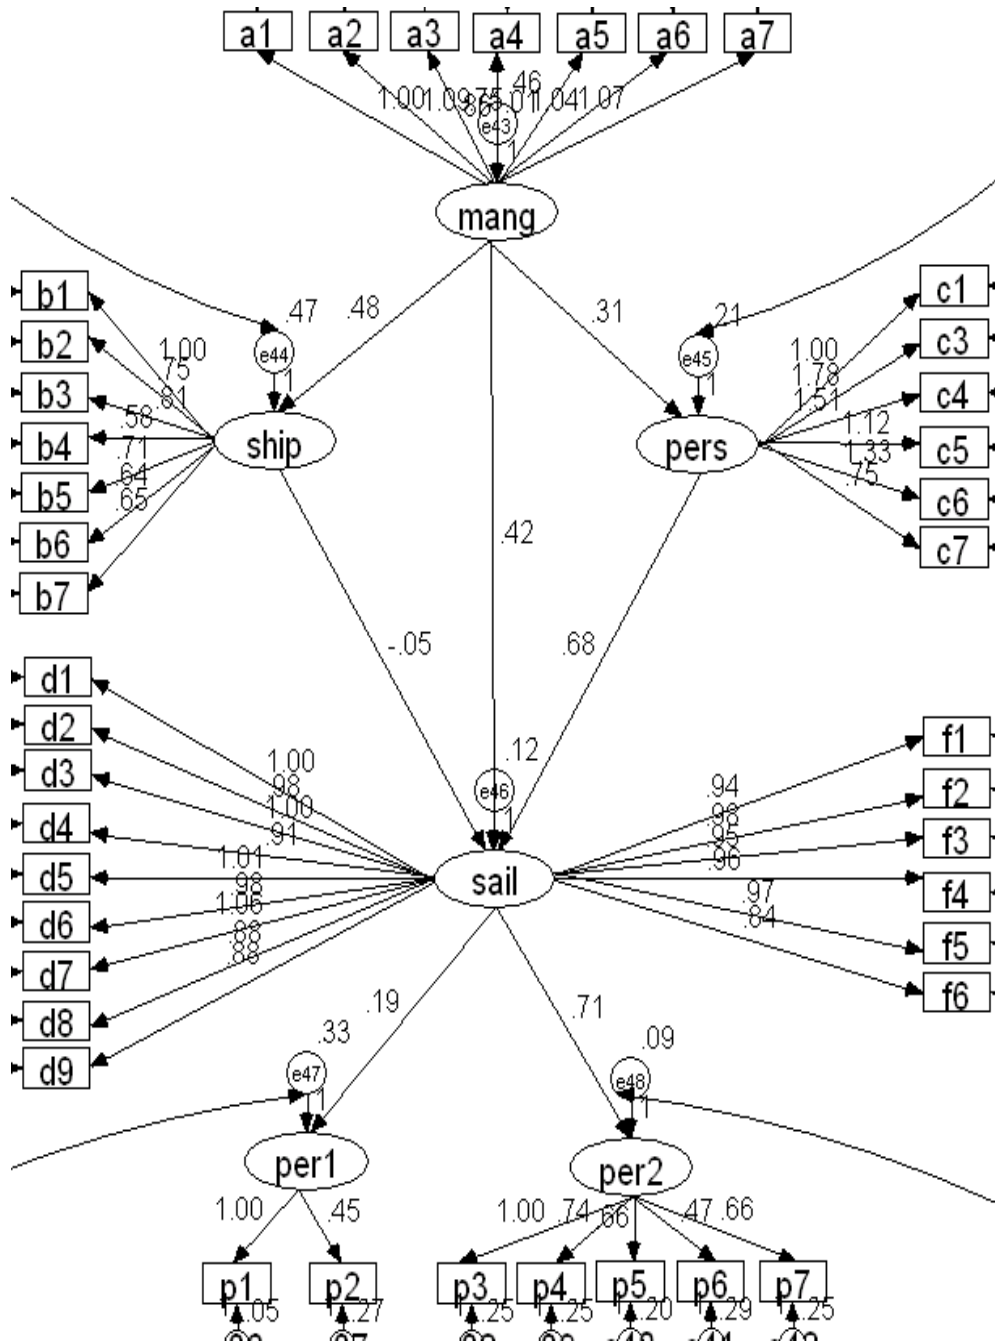 a1 a2 a3 a4 a5 a6 a7
.46
1.00 1.09 .75 1.01 1.04 1.07
e43
1
mang
b1 c1
.47 .48 .31 .21
b2 e44 e45 c3
1.00 1.00
.75 1 1 1.78
b3 .81 1.51 c4
.58 1.12
b4 .71 ship pers 1.33 c5
.64 .75
b5 .65 c6
b6 .42 c7
b7
-.05 .68
d1
d2 f1
.12
1.00 .94
d3 .98 e46 .98 f2
1.00 .95
d4 .91 1 .96 f3
1.01
d5 .98 sail .97 f4
1.06 .84
d6 .88 f5
.88
d7 f6
d8 .19 .71
d9 .33 .09
e47 e48
1 1
per1 per2
1.00 .45 1.00 .74 .66 .47 .66
p1 p2 p3 p4 p5 p6 p7
.05 .27 .25 .25 .20 .29 .25